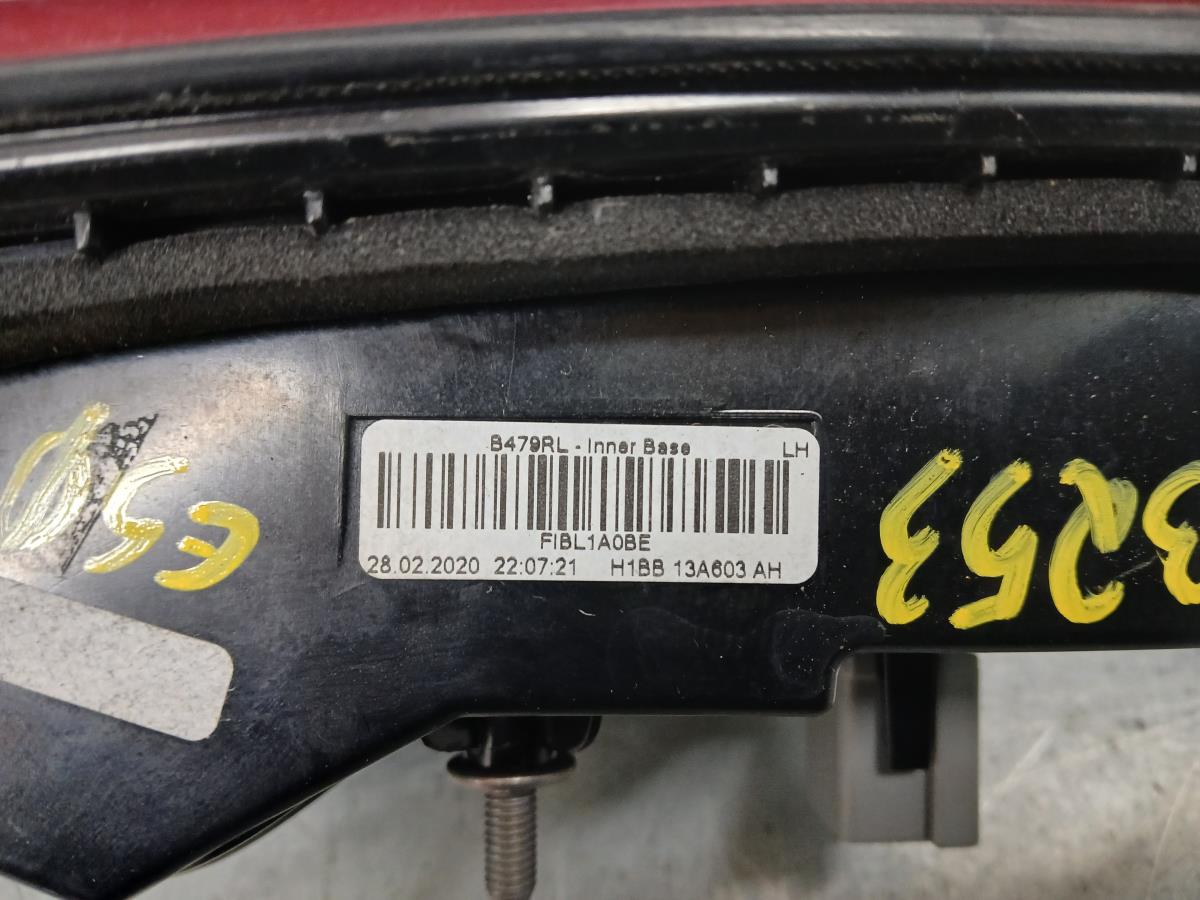 B479RL - Inner Base LH
FIBL1A0BE
28.02.2020 22:07:21 H1BB 13A603 AH